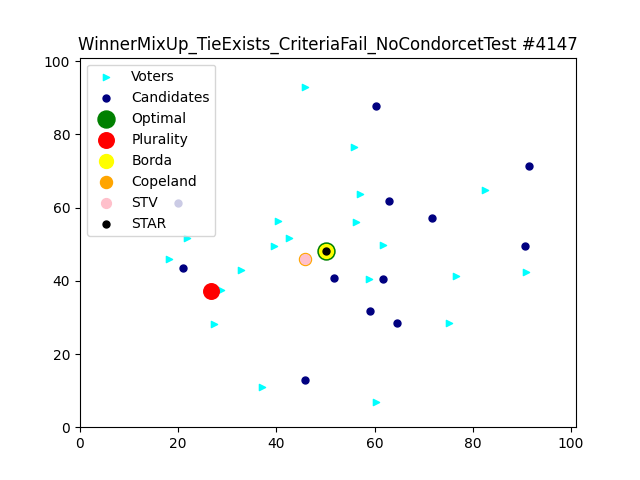 WinnerMixUp_TieExists_CriteriaFail_NoCondorcetTest #4147
100
80
60
40
20
0
Voters
Candidates
Optimal
Plurality
Borda
Copeland
STV
STAR
0 20 40 60 80 100